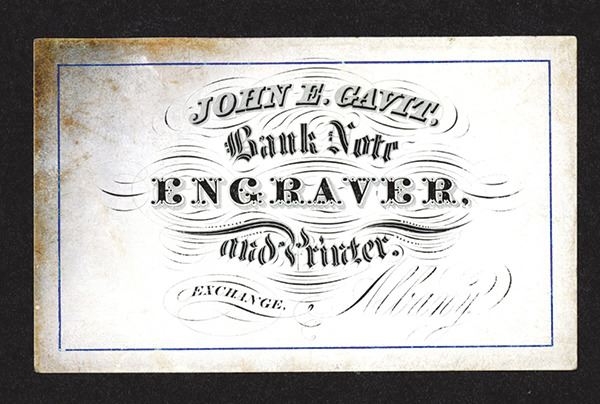 JOHN E. GAVIT,
Bank Note
ENGRAVER,
and Printer.
EXCHANGE, Albany